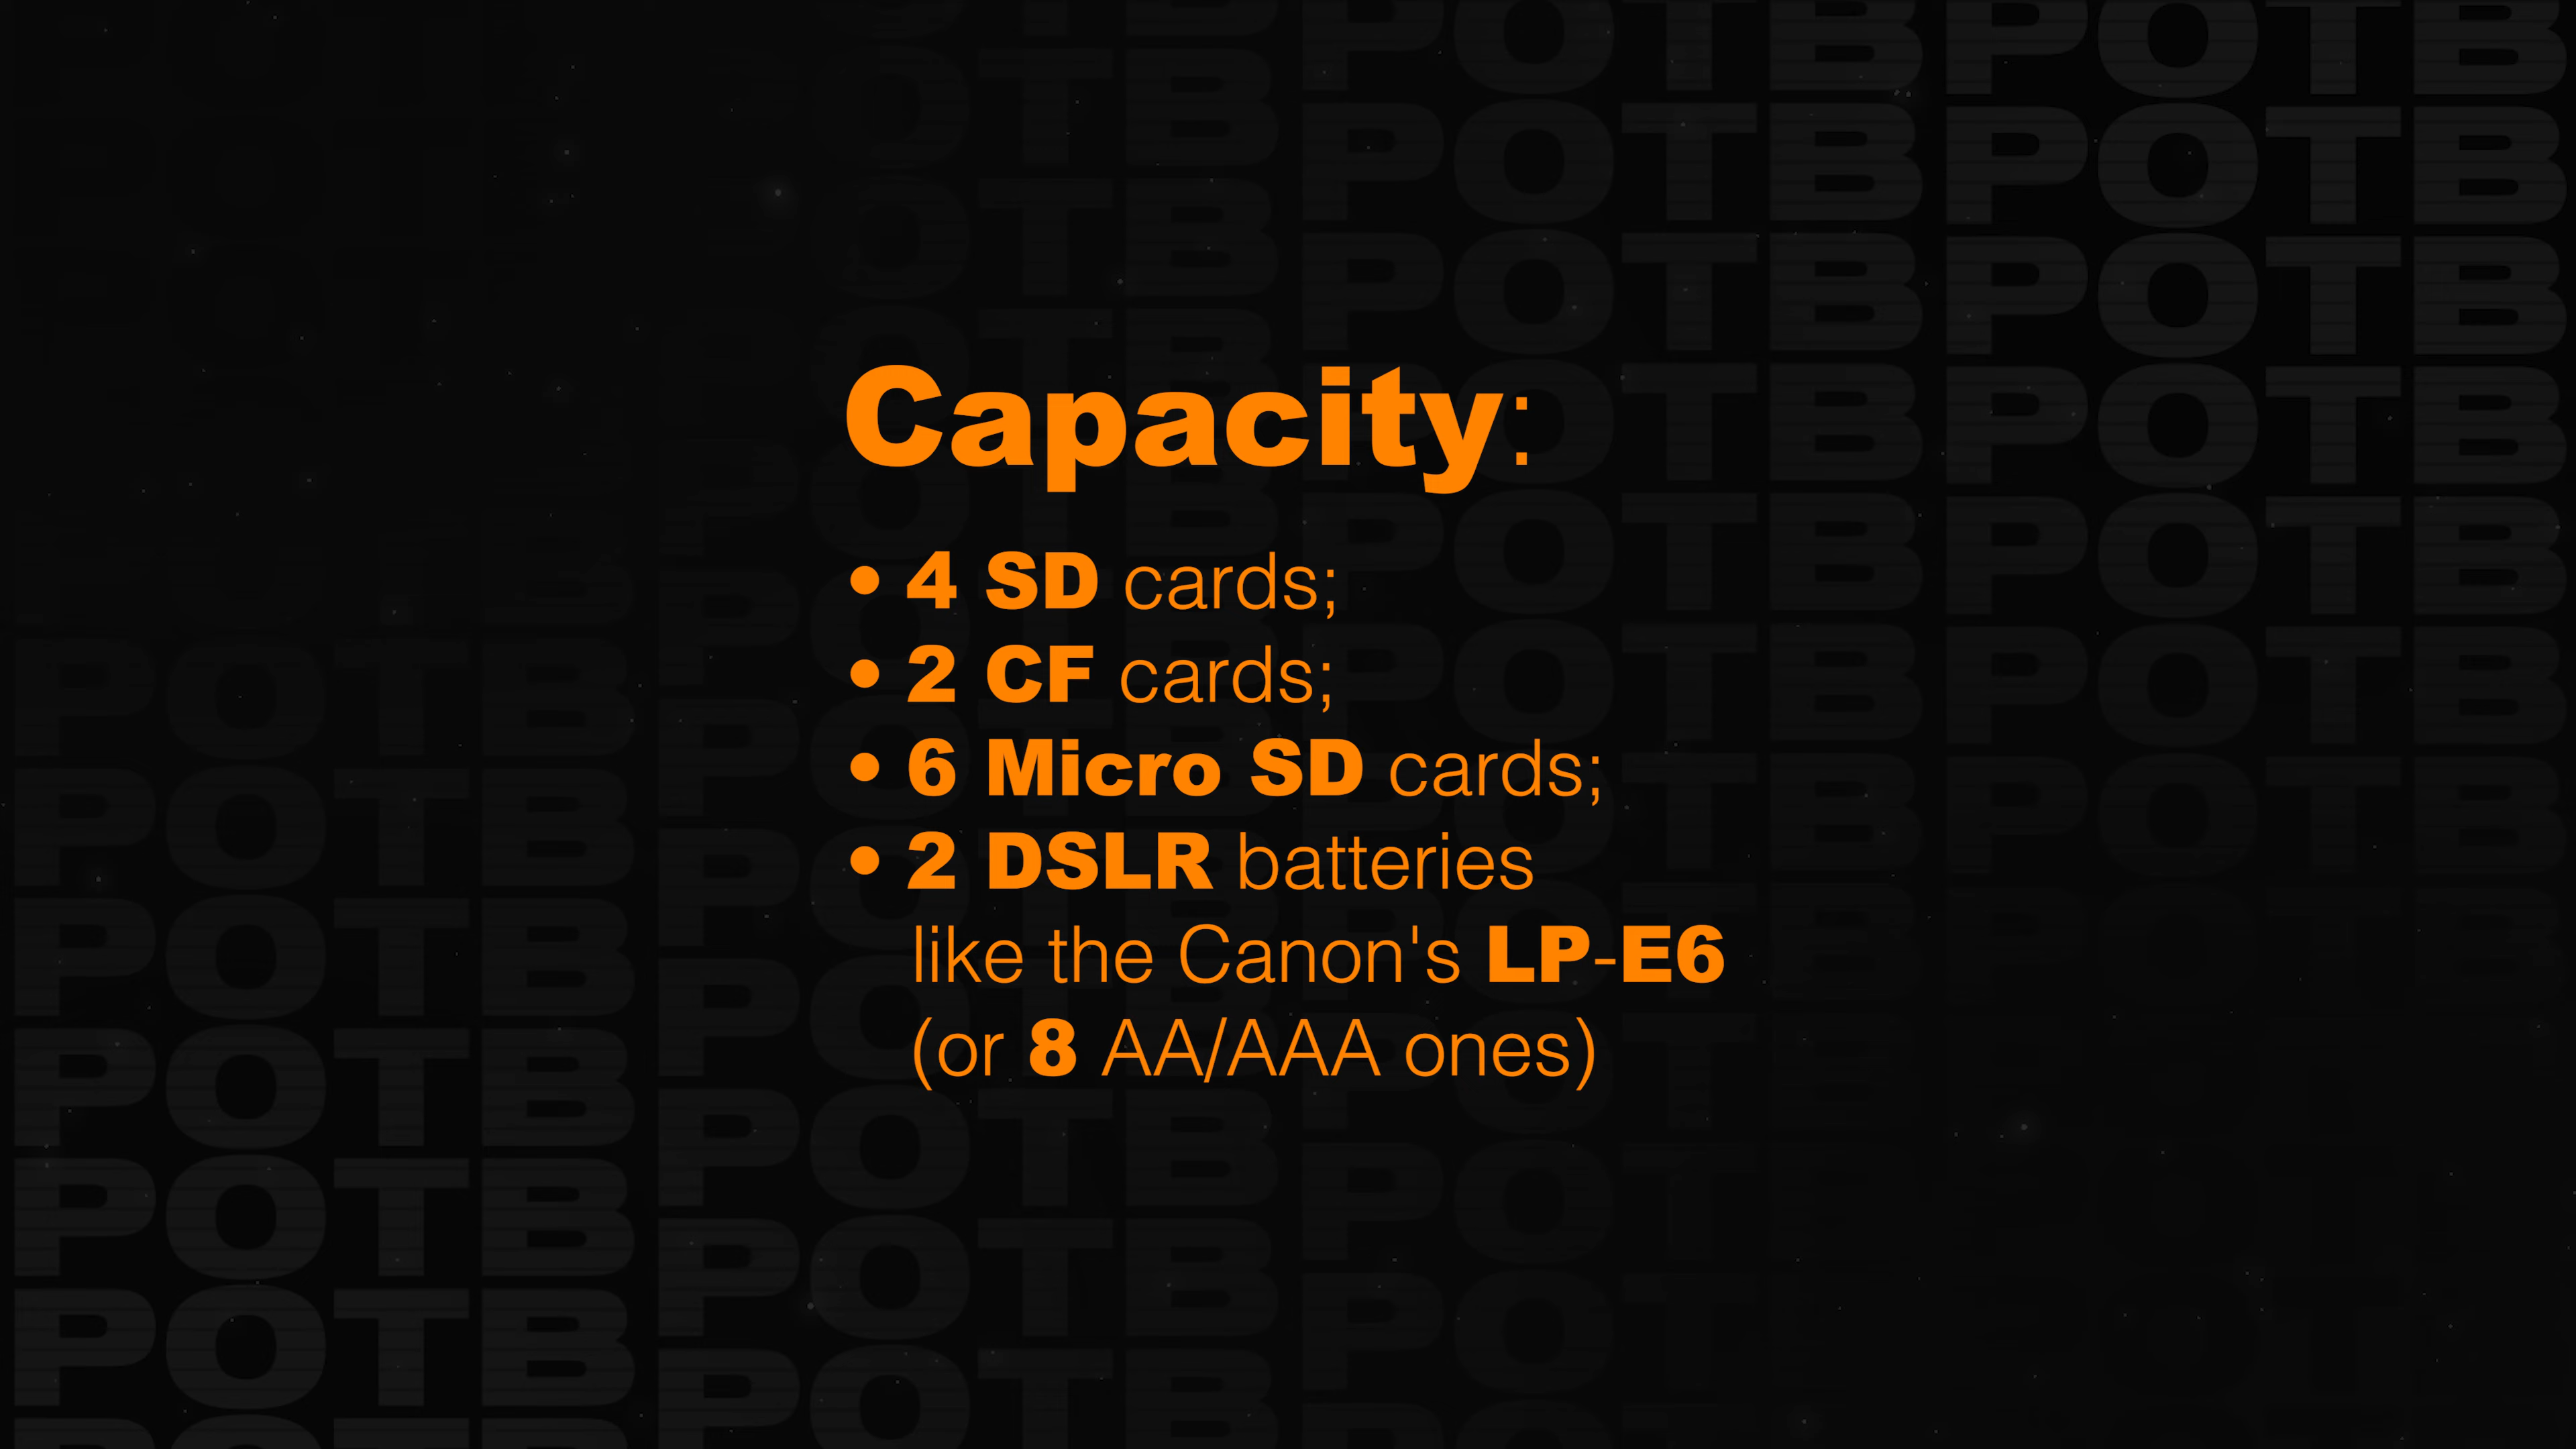 Capacity:
• 4 SD cards;
• 2 CF cards;
• 6 Micro SD cards;
• 2 DSLR batteries
like the Canon's LP-E6
(or 8 AA/AAA ones)